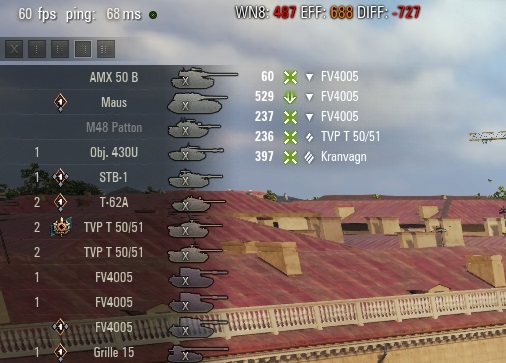 60 fps ping: 68 ms WN8: 487 EFF: 688 DIFF: -727
AMX 50 B
Maus
M48 Patton
1 Obj. 430U
1 STB-1
2 T-62A
2 TVP T 50/51
2 TVP T 50/51
1 FV4005
1 FV4005
FV4005
1 Grille 15
60 FV4005
529 FV4005
237 FV4005
236 TVP T 50/51
397 Kranvagn